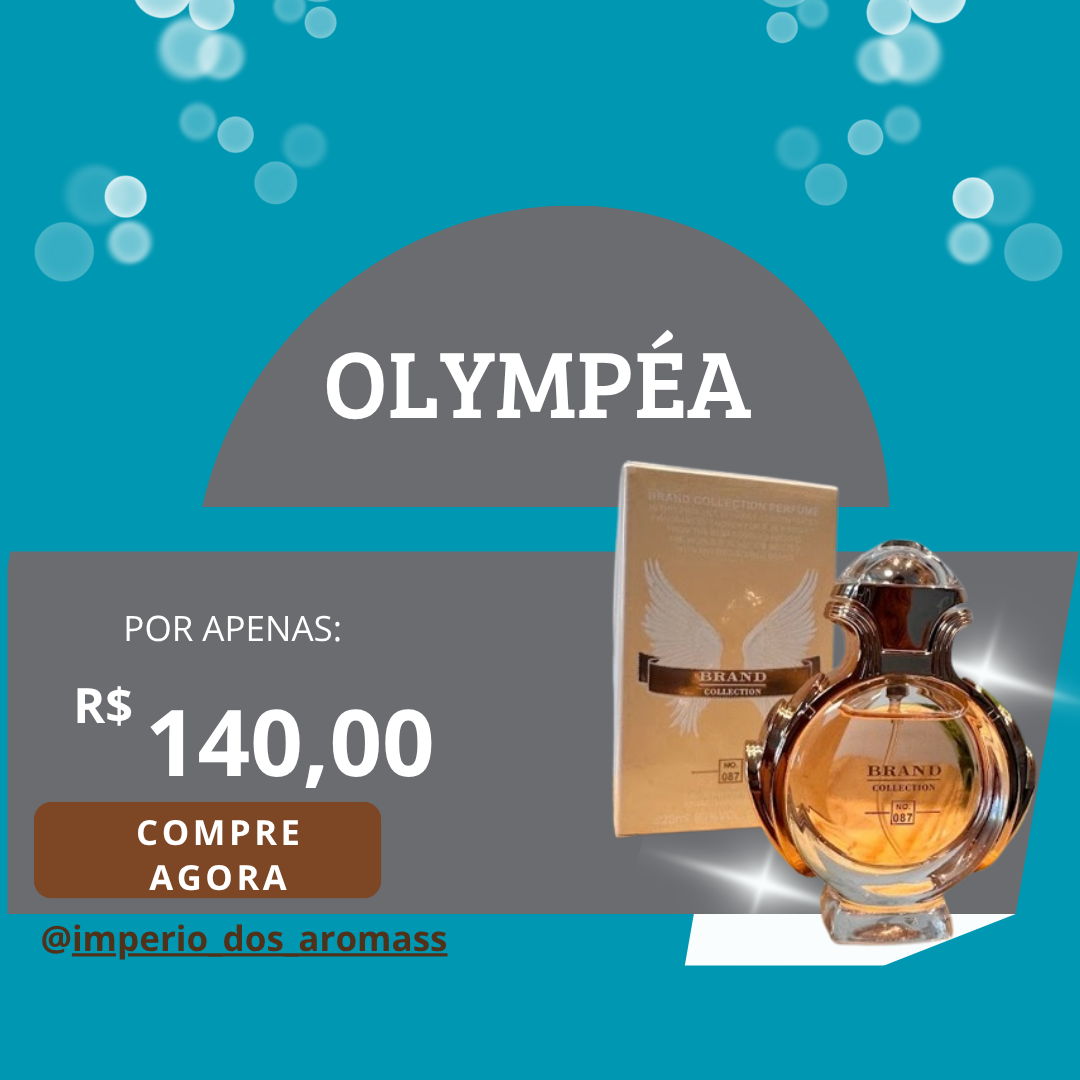 OLYMPÉA
BRAND COLLECTION PERFUME
BRAND
COLLECTION
NO.
087
BRAND
COLLECTION
NO.
087
POR APENAS:
R$ 140,00
COMPRE
AGORA
@imperio_dos_aromass